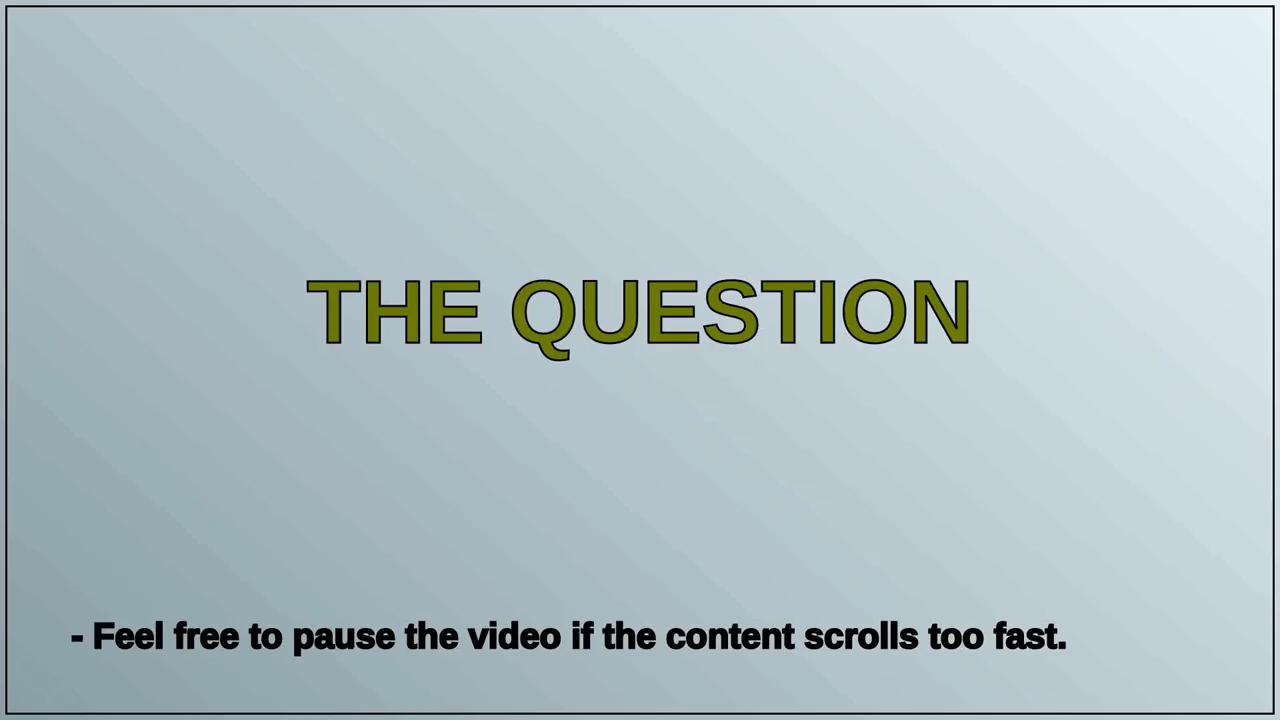 THE QUESTION
- Feel free to pause the video if the content scrolls too fast.